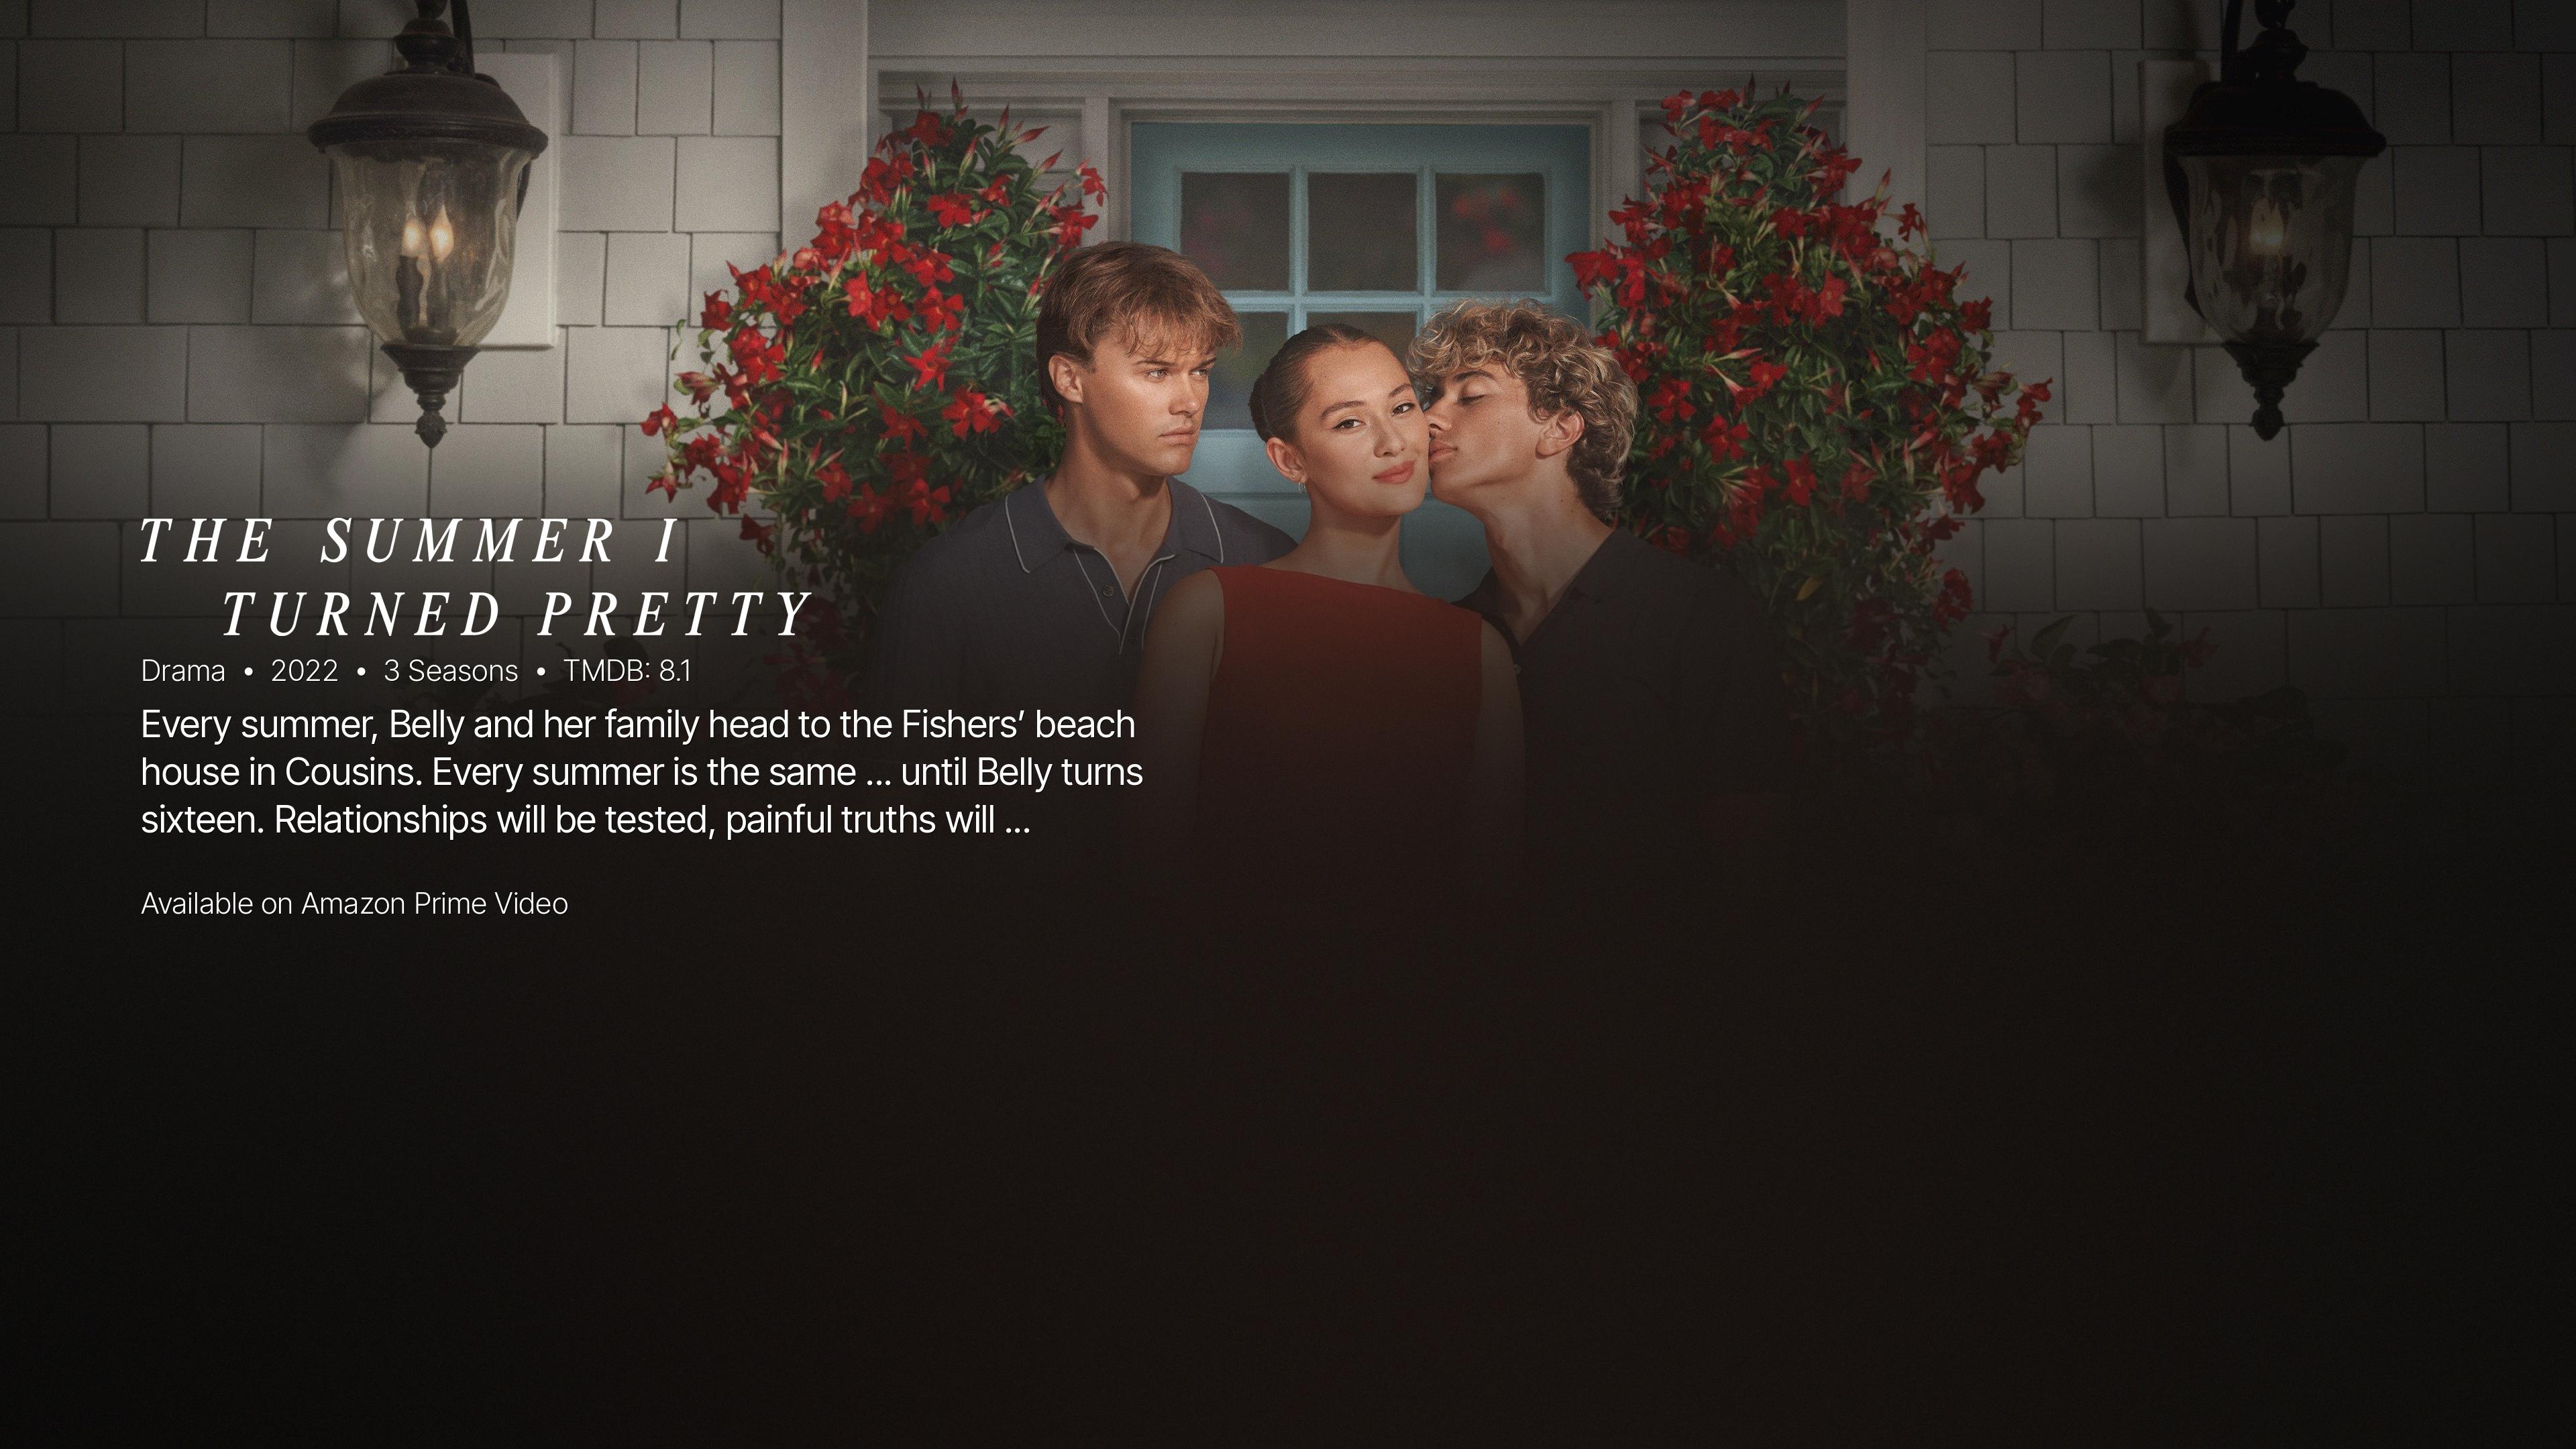 THE SUMMER I
TURNED PRETTY
Drama • 2022 • 3 Seasons • TMDB: 8.1
Every summer, Belly and her family head to the Fishers’ beach
house in Cousins. Every summer is the same ... until Belly turns
sixteen. Relationships will be tested, painful truths will ...
Available on Amazon Prime Video